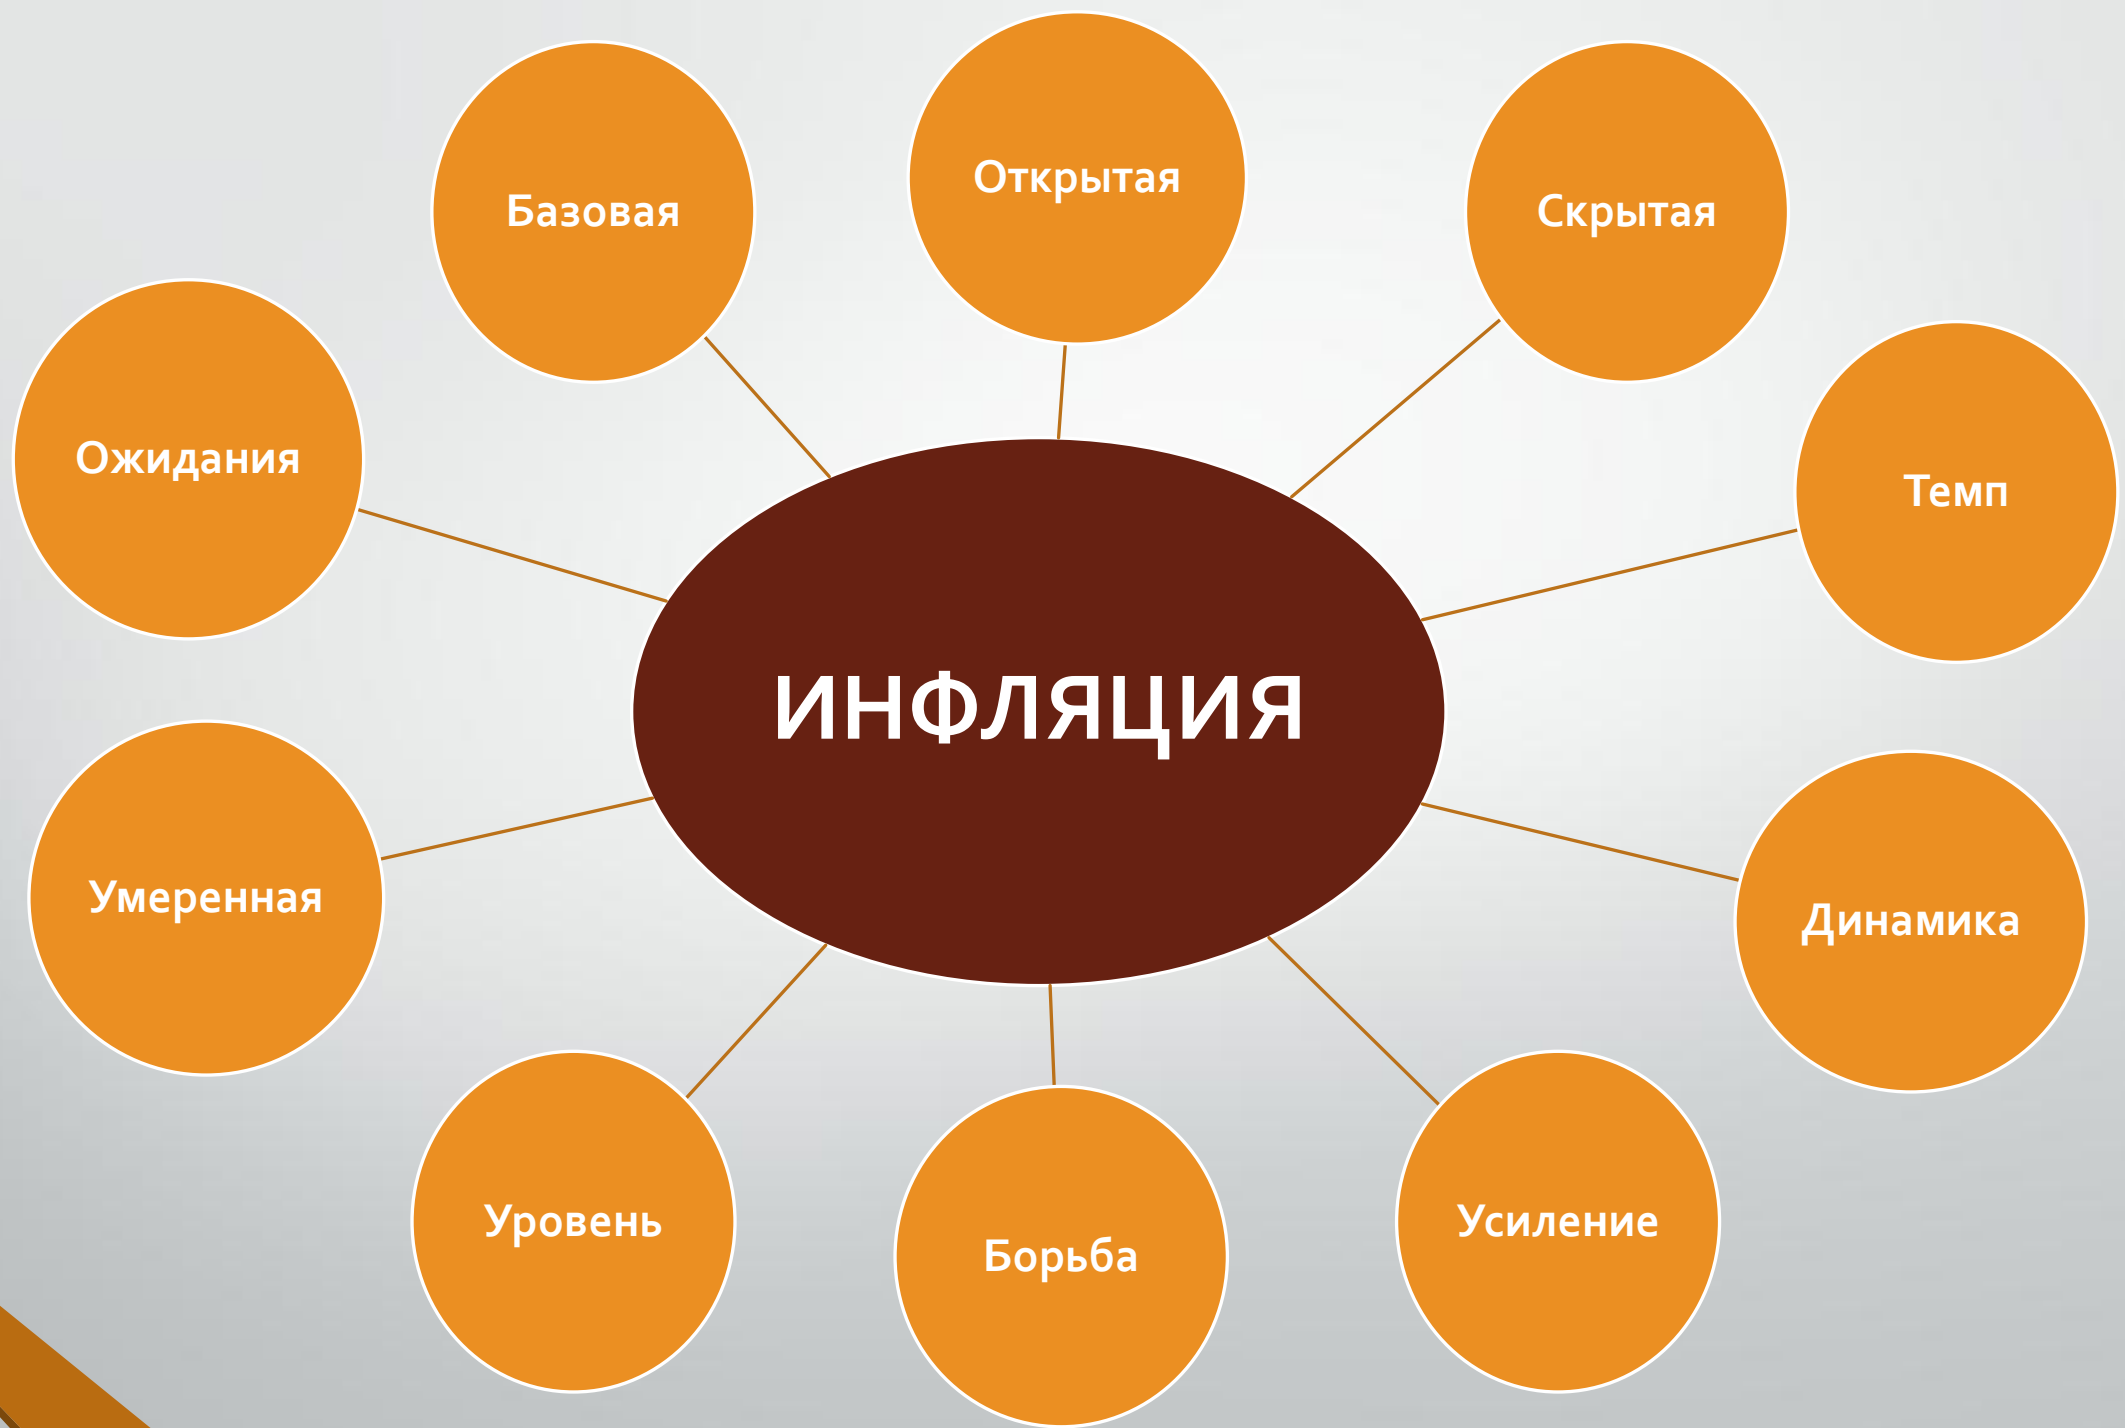 Открытая
Базовая
Скрытая
Ожидания
Темп
ИНФЛЯЦИЯ
Умеренная
Динамика
Уровень
Усиление
Борьба